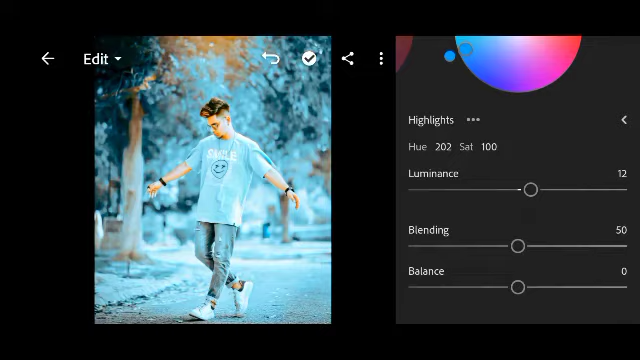 Edit
SMILE
Highlights
Hue 202 Sat 100
Luminance 12
Blending 50
Balance 0